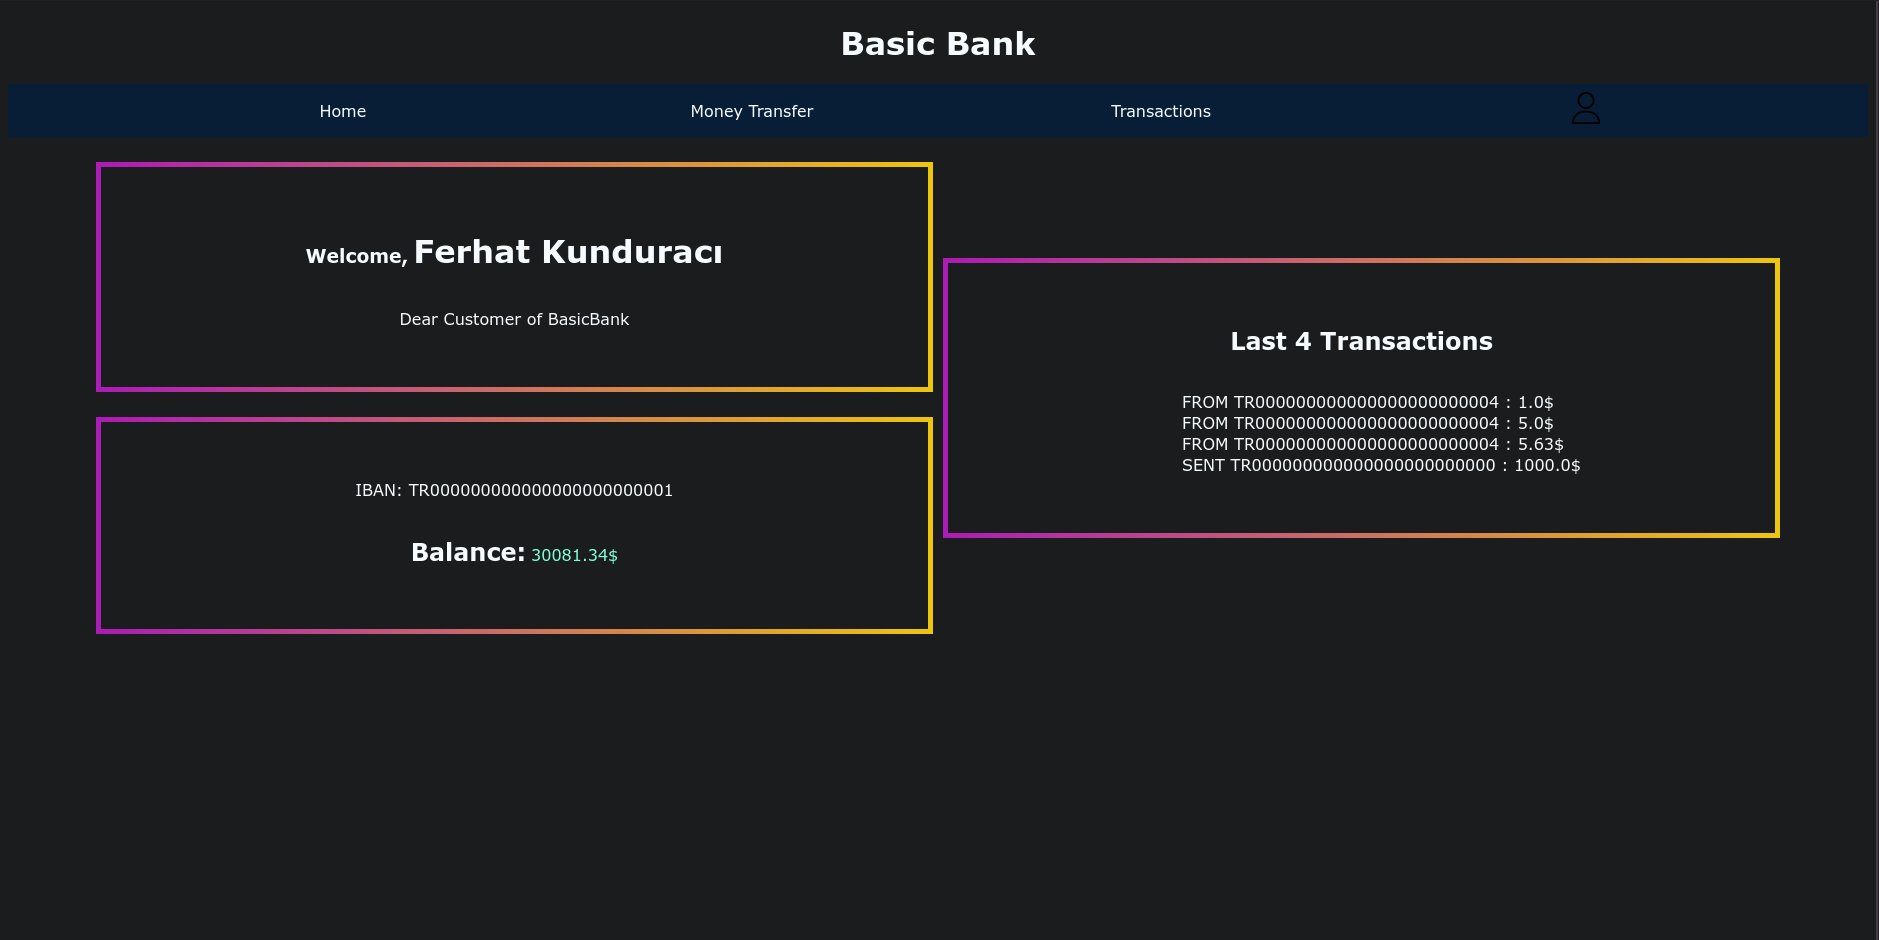 Basic Bank
Home
Money Transfer
Transactions
Welcome, Ferhat Kunduracı
Dear Customer of BasicBank
IBAN: TR000000000000000000000001
Balance: 30081.34$
Last 4 Transactions
FROM TR000000000000000000000004 : 1.0$
FROM TR000000000000000000000004 : 5.0$
FROM TR000000000000000000000004 : 5.63$
SENT TR000000000000000000000000 : 1000.0$